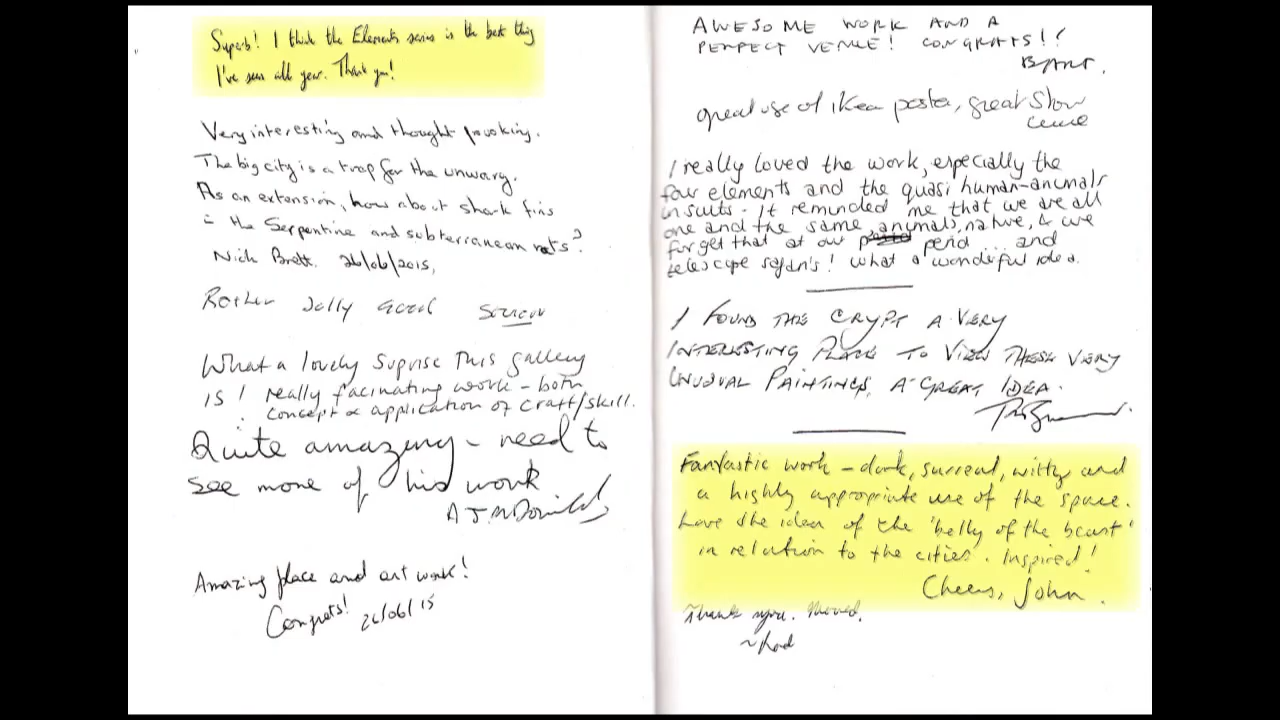 Superb! I think the Elements series is the best thing
I've seen all year. Thank you!
Very interesting and thought provoking.
The big city is a trap for the unwary.
As an extension, how about shark fins
in the Serpentine and subterranean rats?
Nick Brett. 26/06/2015,
Rather Jolly Good
What a lovely Suprise This gallery
is! really facinating work - both
concept & application of craft/skill.
Quite amazing - need to
see more of his work
A J McDonald
Amazing place and art work!
Congrats! 26/06/15
AWESOME WORK AND A
PERFECT VENUE! CONGRATS!!
BART.
great use of ikea posta, great Show
I really loved the work, especially the
four elements and the quasi human-animals
in suits. It reminded me that we are all
one and the same, animals, native, & we
forget that at our peril ... and
telescope safari's! What a wonderful idea.
I FOUND THE CRYPT A VERY
INTERESTING PLACE TO VIEW THESE VERY
UNUSUAL PAINTINGS, A GREAT IDEA.
Fantastic work - dark, surreal, witty and
a highly appropriate use of the space.
Love the idea of the 'belly of the beast'
in relation to the cities'. Inspired!
Cheers, John.
Thank you. Moved.